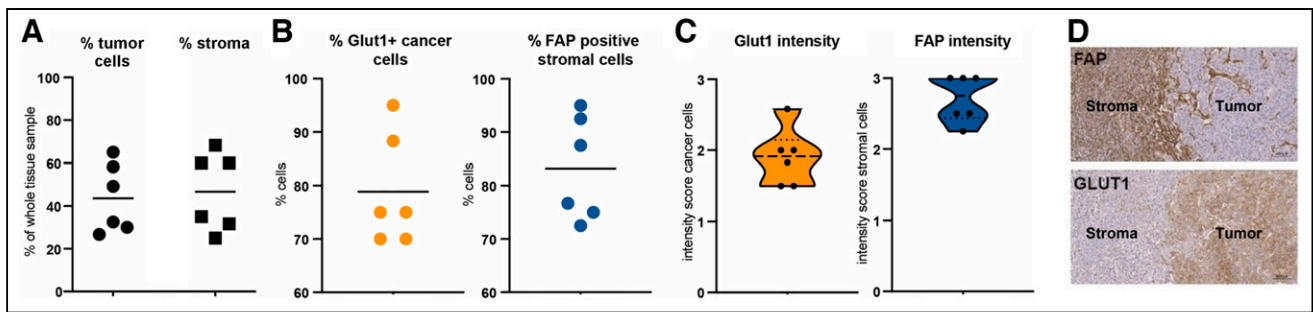 A
% tumor
cells
% stroma
% of whole tissue sample
100
80
60
40
20
0
B
% Glut1+ cancer
cells
% cells
100
90
80
70
60
% FAP positive
stromal cells
% cells
100
90
80
70
60
C
Glut1 intensity
intensity score cancer cells
3
2
1
0
FAP intensity
intensity score stromal cells
3
2
1
0
D
FAP
Stroma
Tumor
GLUT1
Stroma
Tumor